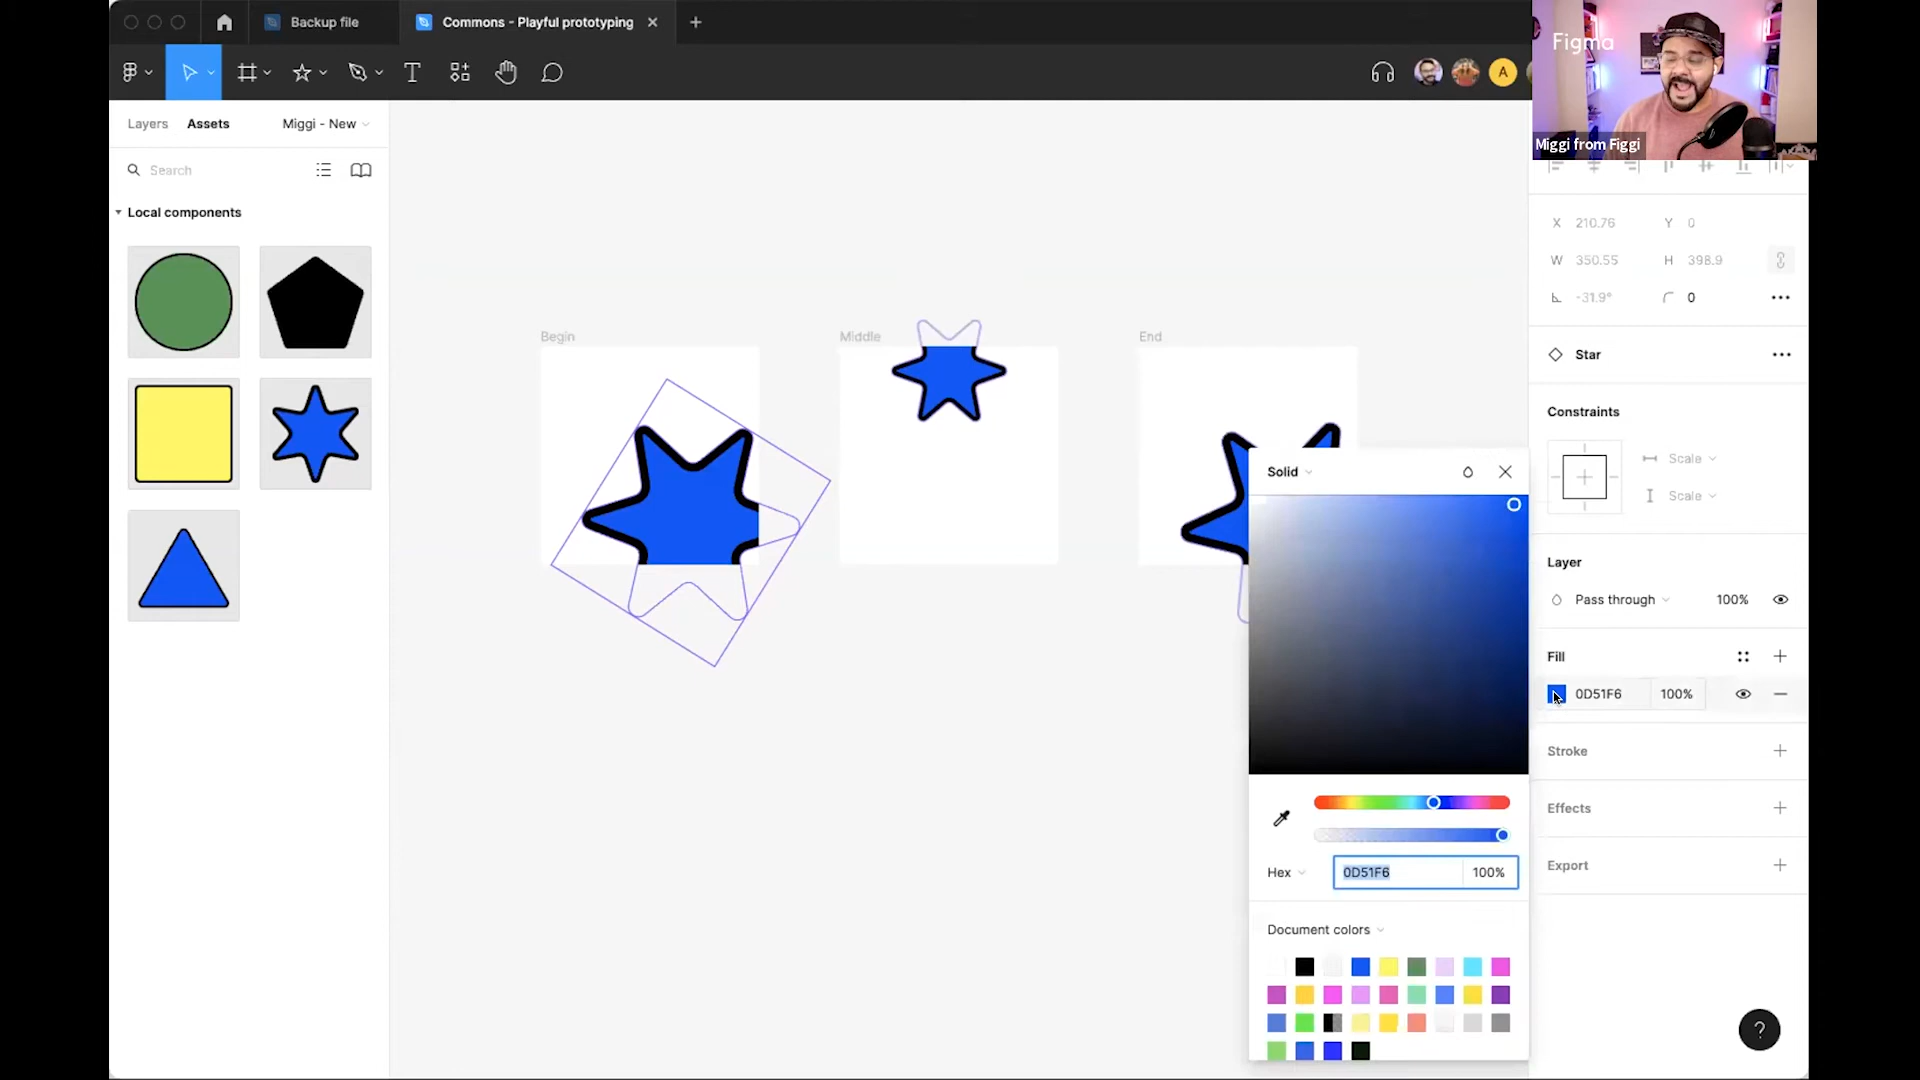 Backup file
Commons - Playful prototyping
A
Figma
Miggi from Figgi
Layers
Assets
Miggi - New
Search
Local components
Begin
Middle
End
X 210.76 Y 0
W 350.55 H 398.9
-31.9° 0
Star
Constraints
Scale
Scale
Layer
Pass through 100%
Fill
0D51F6 100%
Stroke
Effects
Export
Solid
Hex 0D51F6 100%
Document colors
?